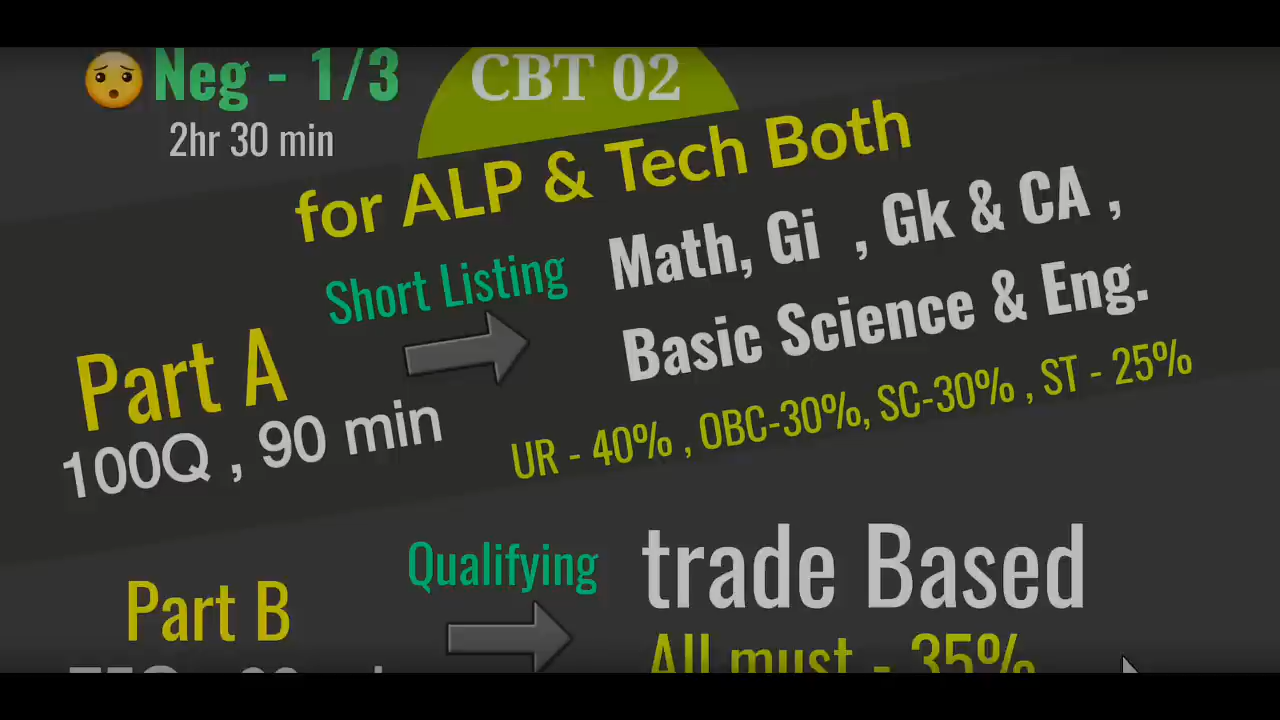 Neg - 1/3
CBT 02
2hr 30 min
for ALP & Tech Both
Short Listing
Math, Gi , Gk & CA ,
Basic Science & Eng.
Part A
100Q , 90 min
UR - 40% , OBC-30%, SC-30% , ST - 25%
Qualifying
trade Based
Part B
All must - 35%